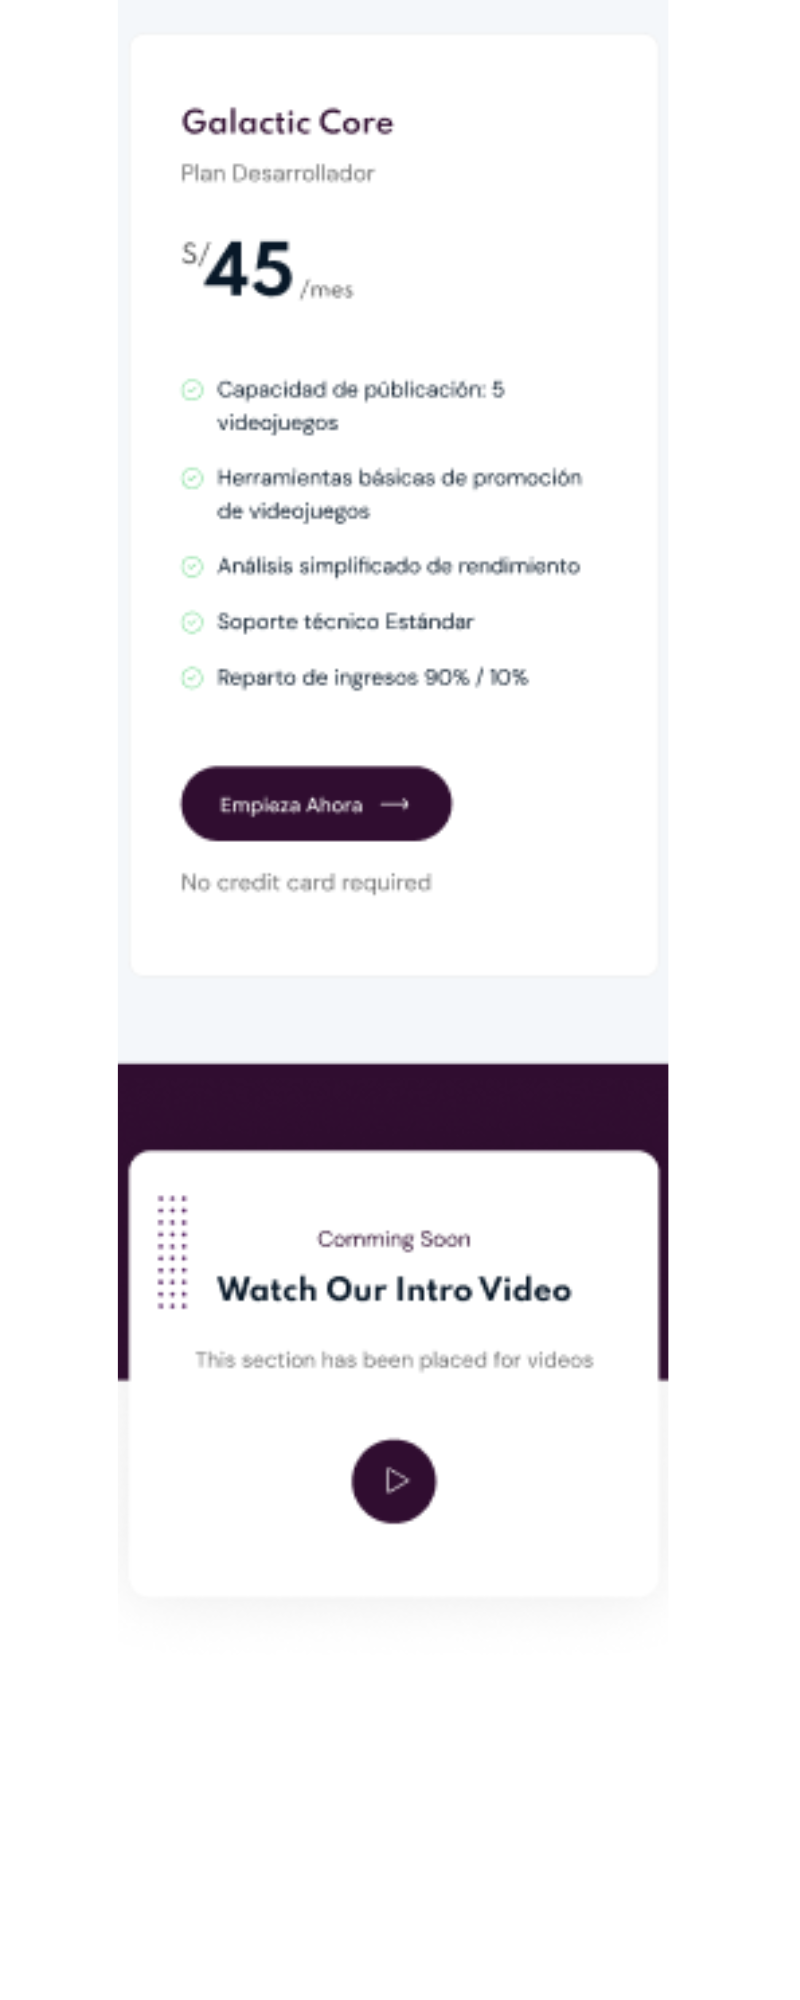 Galactic Core
Plan Desarrollador
S/45 /mes
Capacidad de públicación: 5
videojuegos
Herramientas básicas de promoción
de videojuegos
Análisis simplificado de rendimiento
Soporte técnico Estándar
Reparto de ingresos 90% / 10%
Empieza Ahora
No credit card required
Comming Soon
Watch Our Intro Video
This section has been placed for videos